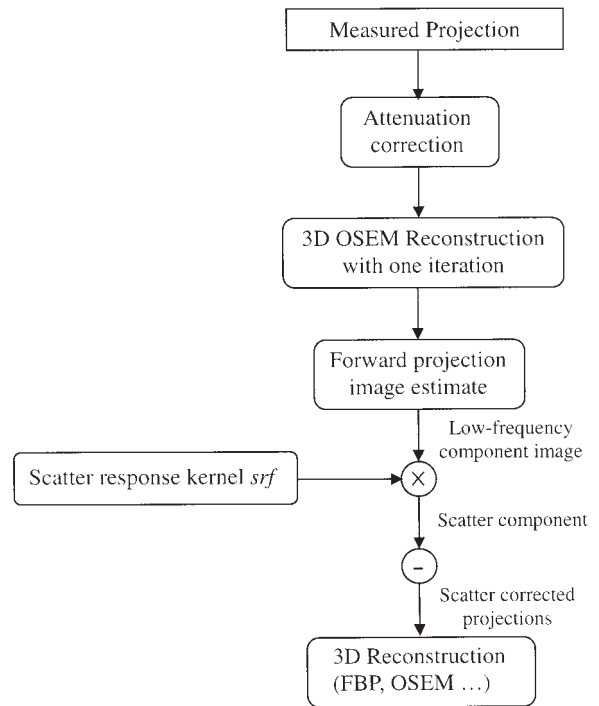 Measured Projection
Attenuation
correction
3D OSEM Reconstruction
with one iteration
Forward projection
image estimate
Low-frequency
component image
Scatter response kernel srf
×
Scatter component
–
Scatter corrected
projections
3D Reconstruction
(FBP, OSEM ...)